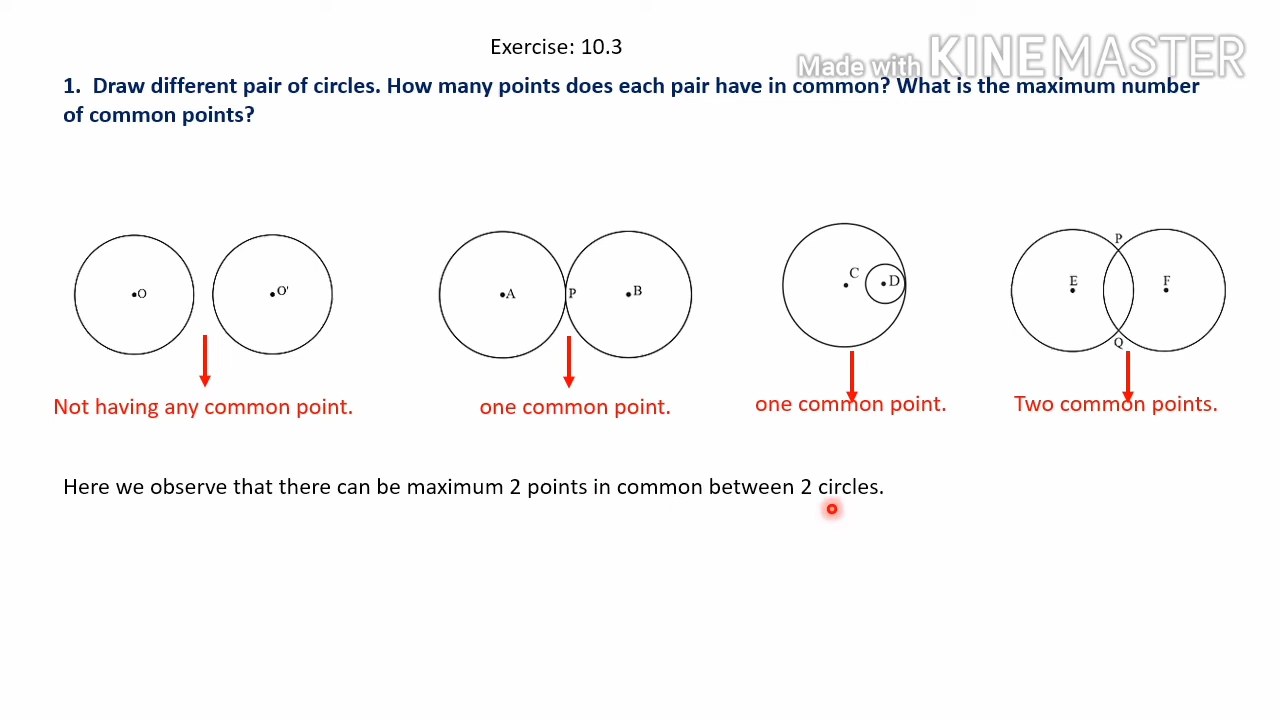 Exercise: 10.3
Made with KINEMASTER
1. Draw different pair of circles. How many points does each pair have in common? What is the maximum number
of common points?
O
O'
A
P
B
C
D
P
E
F
Q
Not having any common point.
one common point.
one common point.
Two common points.
Here we observe that there can be maximum 2 points in common between 2 circles.